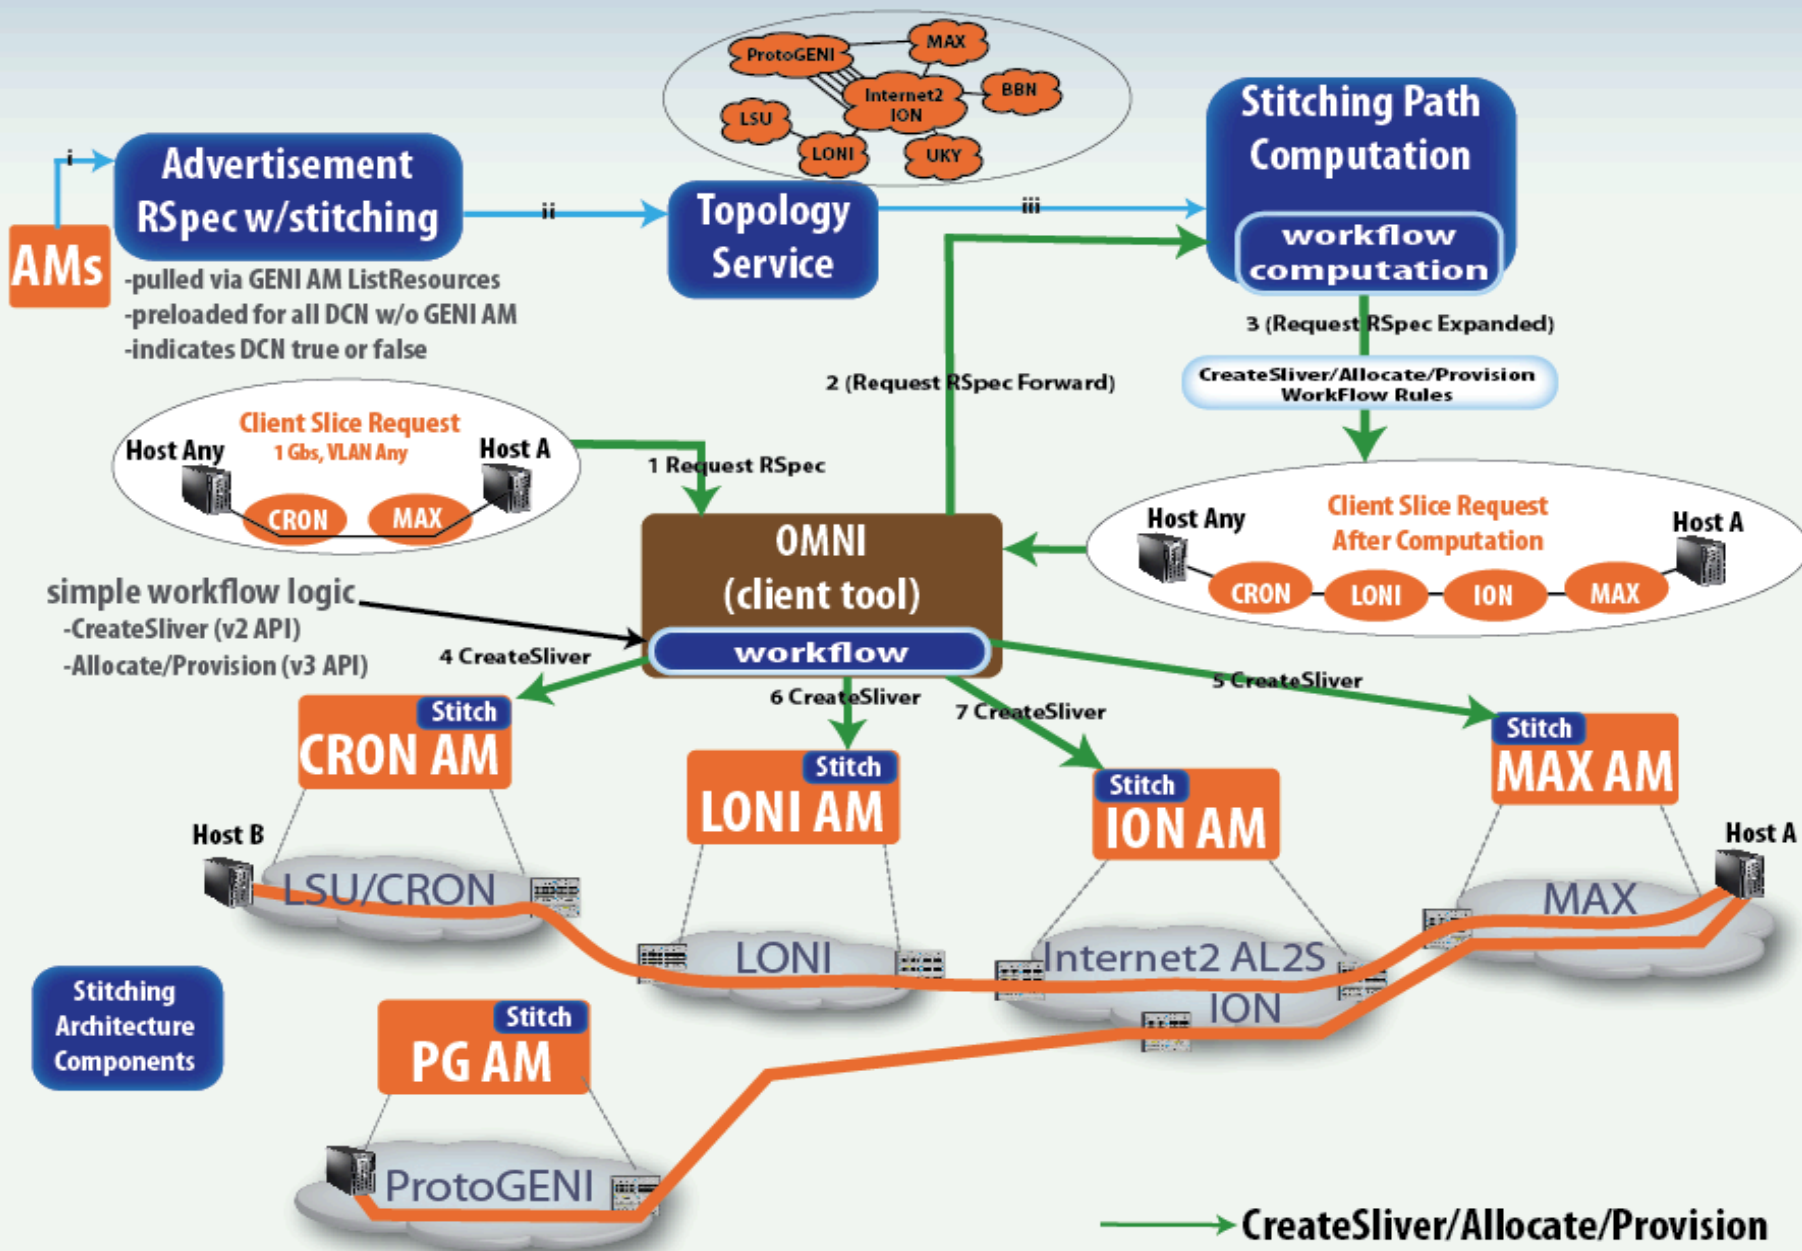 ProtoGENI
MAX
Internet2
ION
BBN
LSU
LONI
UKY
Stitching Path
Computation
workflow
computation
i
Advertisement
RSpec w/stitching
ii
Topology
Service
iii
AMs
-pulled via GENI AM ListResources
-preloaded for all DCN w/o GENI AM
-indicates DCN true or false
3 (Request RSpec Expanded)
2 (Request RSpec Forward)
CreateSliver/Allocate/Provision
WorkFlow Rules
Client Slice Request
1 Gbs, VLAN Any
Host Any
Host A
CRON
MAX
1 Request RSpec
Client Slice Request
After Computation
Host Any
Host A
CRON
LONI
ION
MAX
OMNI
(client tool)
workflow
simple workflow logic
-CreateSliver (v2 API)
-Allocate/Provision (v3 API)
4 CreateSliver
6 CreateSliver
7 CreateSliver
5 CreateSliver
Stitch
CRON AM
Stitch
LONI AM
Stitch
ION AM
Stitch
MAX AM
Host B
Host A
LSU/CRON
LONI
Internet2 AL2S
ION
MAX
Stitching
Architecture
Components
Stitch
PG AM
ProtoGENI
CreateSliver/Allocate/Provision